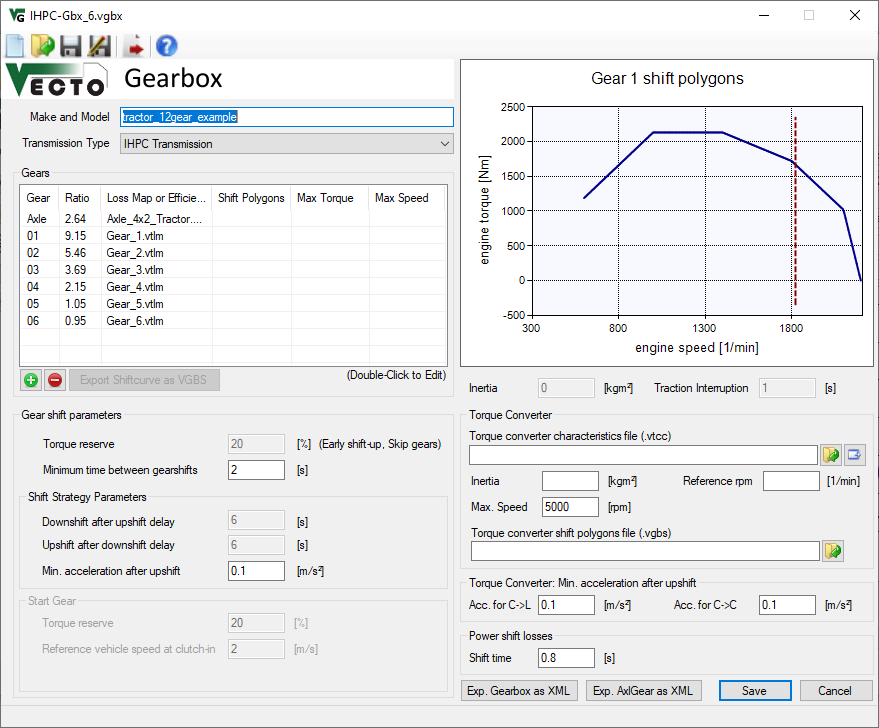 IHPC-Gbx_6.vgbx
VECTO Gearbox
Make and Model tractor_12gear_example
Transmission Type IHPC Transmission
Gears
Gear Ratio Loss Map or Efficie... Shift Polygons Max Torque Max Speed
Axle 2.64 Axle_4x2_Tractor....
01 9.15 Gear_1.vtlm
02 5.46 Gear_2.vtlm
03 3.69 Gear_3.vtlm
04 2.15 Gear_4.vtlm
05 1.05 Gear_5.vtlm
06 0.95 Gear_6.vtlm
Export Shiftcurve as VGBS
(Double-Click to Edit)
Gear shift parameters
Torque reserve 20 [%] (Early shift-up, Skip gears)
Minimum time between gearshifts 2 [s]
Shift Strategy Parameters
Downshift after upshift delay 6 [s]
Upshift after downshift delay 6 [s]
Min. acceleration after upshift 0.1 [m/s²]
Start Gear
Torque reserve 20 [%]
Reference vehicle speed at clutch-in 2 [m/s]
Gear 1 shift polygons
engine torque [Nm]
2500
2000
1500
1000
500
0
-500
300 800 1300 1800
engine speed [1/min]
Inertia 0 [kgm²] Traction Interruption 1 [s]
Torque Converter
Torque converter characteristics file (.vtcc)
Inertia [kgm²] Reference rpm [1/min]
Max. Speed 5000 [rpm]
Torque converter shift polygons file (.vgbs)
Torque Converter: Min. acceleration after upshift
Acc. for C->L 0.1 [m/s²] Acc. for C->C 0.1 [m/s²]
Power shift losses
Shift time 0.8 [s]
Exp. Gearbox as XML Exp. AxlGear as XML Save Cancel